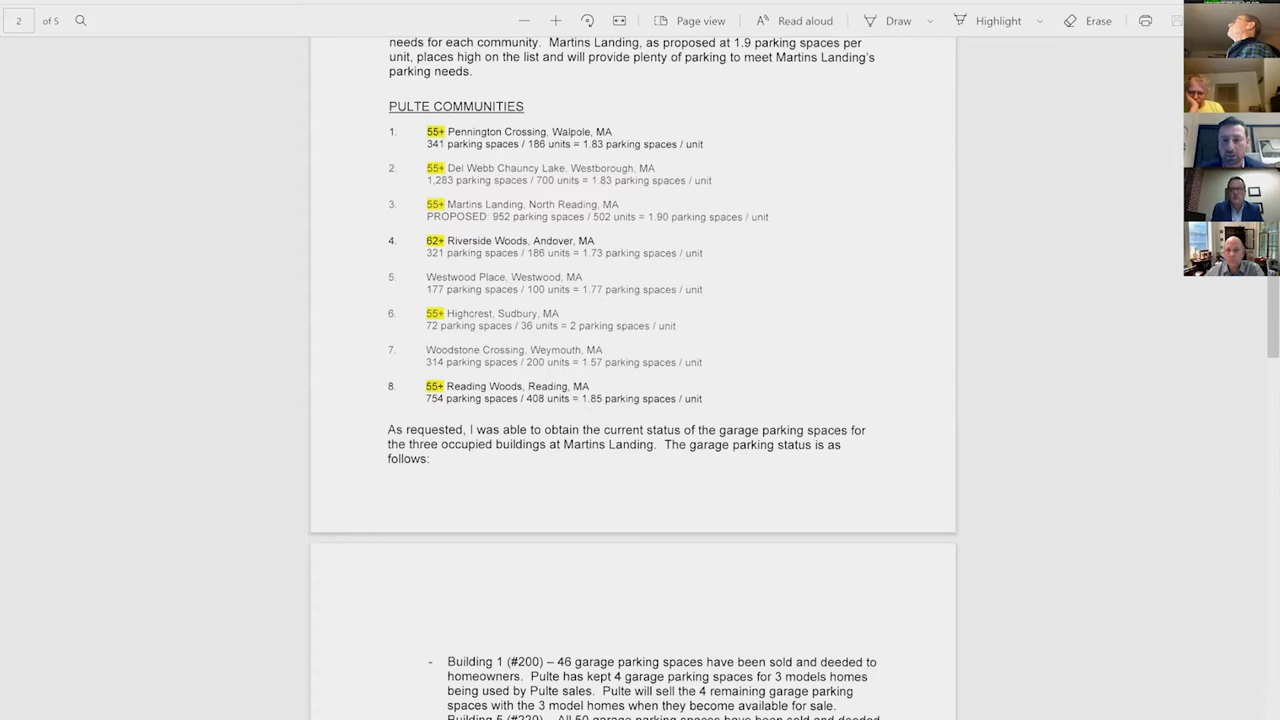 2 of 5 Page view Read aloud Draw Highlight Erase
needs for each community. Martins Landing, as proposed at 1.9 parking spaces per
unit, places high on the list and will provide plenty of parking to meet Martins Landing's
parking needs.
PULTE COMMUNITIES
1. 55+ Pennington Crossing, Walpole, MA
341 parking spaces / 186 units = 1.83 parking spaces / unit
2. 55+ Del Webb Chauncy Lake, Westborough, MA
1,283 parking spaces / 700 units = 1.83 parking spaces / unit
3. 55+ Martins Landing, North Reading, MA
PROPOSED: 952 parking spaces / 502 units = 1.90 parking spaces / unit
4. 62+ Riverside Woods, Andover, MA
321 parking spaces / 186 units = 1.73 parking spaces / unit
5. Westwood Place, Westwood, MA
177 parking spaces / 100 units = 1.77 parking spaces / unit
6. 55+ Highcrest, Sudbury, MA
72 parking spaces / 36 units = 2 parking spaces / unit
7. Woodstone Crossing, Weymouth, MA
314 parking spaces / 200 units = 1.57 parking spaces / unit
8. 55+ Reading Woods, Reading, MA
754 parking spaces / 408 units = 1.85 parking spaces / unit
As requested, I was able to obtain the current status of the garage parking spaces for
the three occupied buildings at Martins Landing. The garage parking status is as
follows:
- Building 1 (#200) – 46 garage parking spaces have been sold and deeded to
homeowners. Pulte has kept 4 garage parking spaces for 3 models homes
being used by Pulte sales. Pulte will sell the 4 remaining garage parking
spaces with the 3 model homes when they become available for sale.
Building 5 (#220) – All 50 garage parking spaces have been sold and deeded